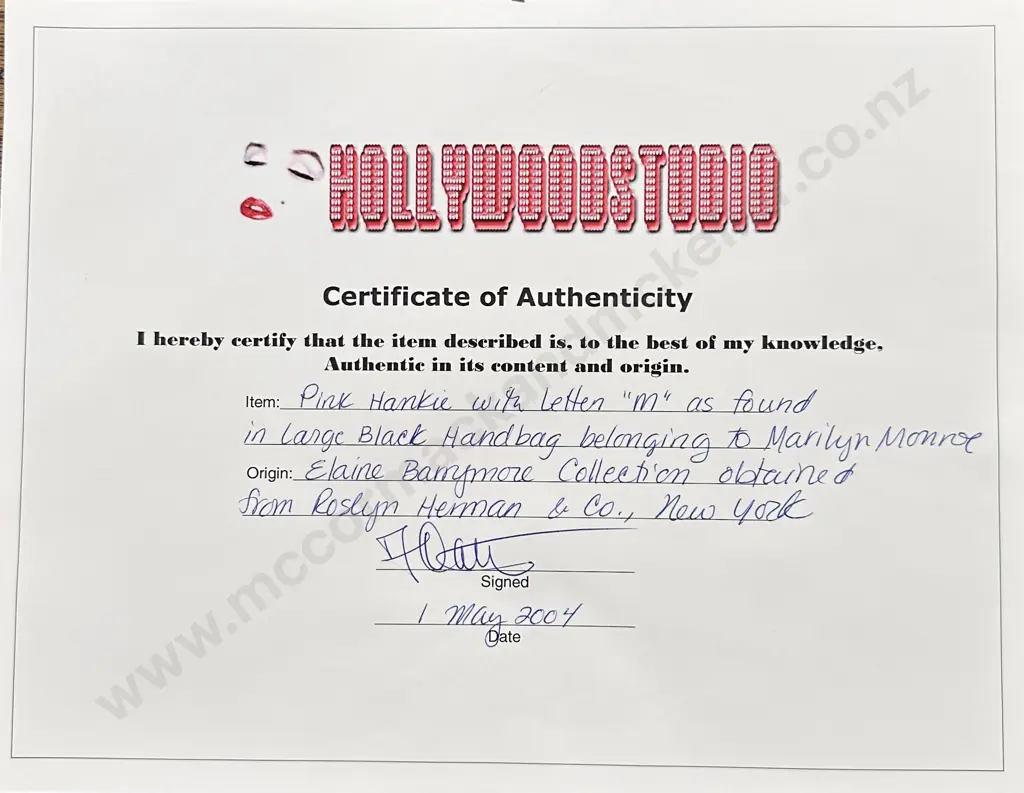 HOLLYWOODSTUDIO
Certificate of Authenticity
I hereby certify that the item described is, to the best of my knowledge,
Authentic in its content and origin.
Item: Pink Hankie with Letter "M" as found
in Large Black Handbag belonging to Marilyn Monroe
Origin: Elaine Barrymore Collection obtained
from Roslyn Herman & Co., New York
Signed
1 May 2004
Date